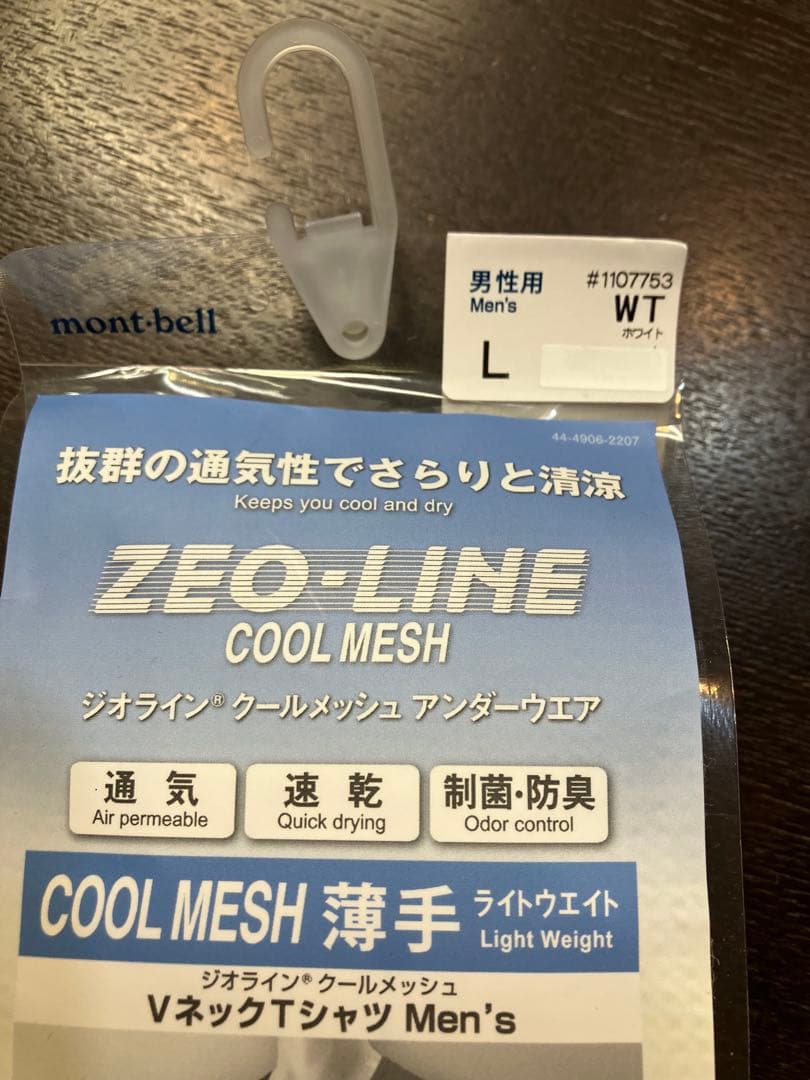 mont-bell
男性用
#1107753
Men's
WT
ホワイト
L
44-4906-2207
抜群の通気性でさらりと清涼
Keeps you cool and dry
ZEO-LINE
COOL MESH
ジオライン® クールメッシュ アンダーウエア
通気
Air permeable
速乾
Quick drying
制菌・防臭
Odor control
COOL MESH 薄手 ライトウエイト
Light Weight
ジオライン® クールメッシュ
VネックTシャツ Men's